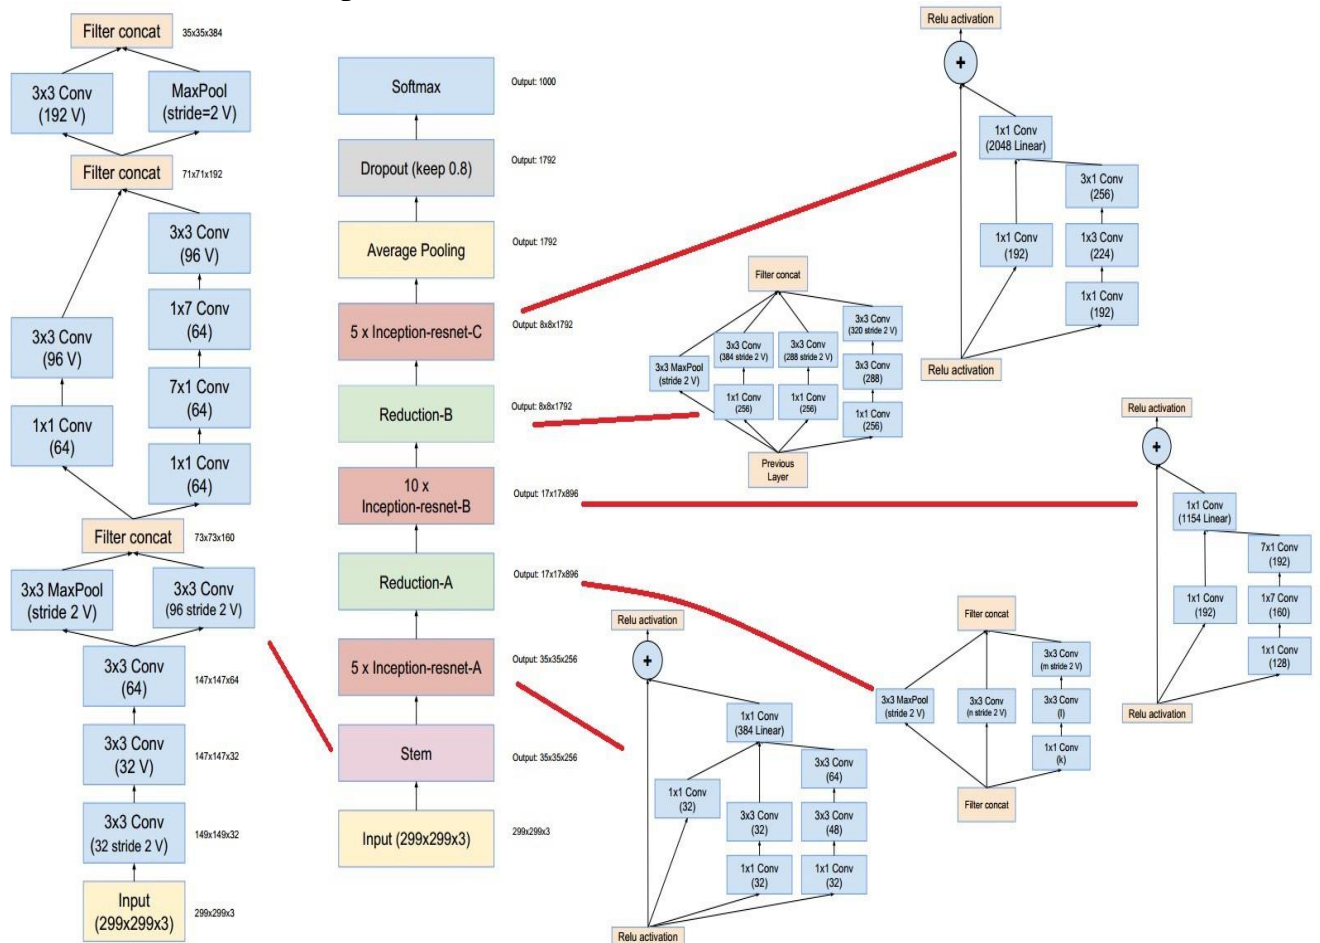 Filter concat
35x35x384
3x3 Conv
(192 V)
MaxPool
(stride=2 V)
Filter concat
71x71x192
3x3 Conv
(96 V)
1x7 Conv
(64)
3x3 Conv
(96 V)
7x1 Conv
(64)
1x1 Conv
(64)
1x1 Conv
(64)
Filter concat
73x73x160
3x3 MaxPool
(stride 2 V)
3x3 Conv
(96 stride 2 V)
3x3 Conv
(64)
147x147x64
3x3 Conv
(32 V)
147x147x32
3x3 Conv
(32 stride 2 V)
149x149x32
Input
(299x299x3)
299x299x3
Softmax
Output: 1000
Dropout (keep 0.8)
Output: 1792
Average Pooling
Output: 1792
5 x Inception-resnet-C
Output: 8x8x1792
Reduction-B
Output: 8x8x1792
10 x
Inception-resnet-B
Output: 17x17x896
Reduction-A
Output: 17x17x896
5 x Inception-resnet-A
Output: 35x35x256
Stem
Output: 35x35x256
Input (299x299x3)
299x299x3
Relu activation
+
1x1 Conv
(2048 Linear)
3x1 Conv
(256)
1x1 Conv
(192)
1x3 Conv
(224)
1x1 Conv
(192)
Relu activation
Filter concat
3x3 Conv
(320 stride 2 V)
3x3 Conv
(384 stride 2 V)
3x3 Conv
(288 stride 2 V)
3x3 MaxPool
(stride 2 V)
3x3 Conv
(288)
1x1 Conv
(256)
1x1 Conv
(256)
1x1 Conv
(256)
Previous
Layer
Relu activation
+
1x1 Conv
(1154 Linear)
7x1 Conv
(192)
1x1 Conv
(192)
1x7 Conv
(160)
1x1 Conv
(128)
Relu activation
Filter concat
3x3 Conv
(m stride 2 V)
3x3 MaxPool
(stride 2 V)
3x3 Conv
(n stride 2 V)
3x3 Conv
(l)
1x1 Conv
(k)
Filter concat
Relu activation
+
1x1 Conv
(384 Linear)
3x3 Conv
(64)
1x1 Conv
(32)
3x3 Conv
(32)
3x3 Conv
(48)
1x1 Conv
(32)
1x1 Conv
(32)
Relu activation